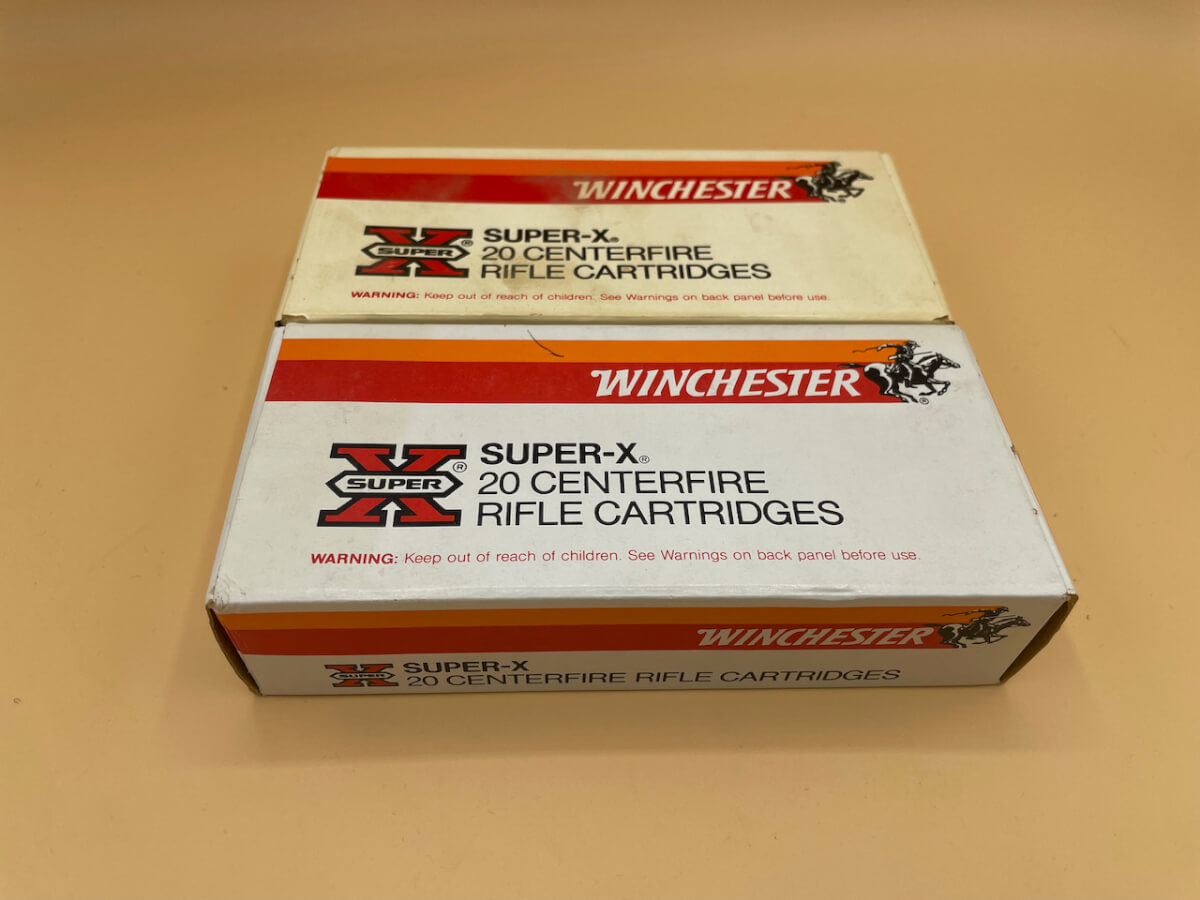 WINCHESTER
SUPER
®
SUPER-X®
20 CENTERFIRE
RIFLE CARTRIDGES
WARNING: Keep out of reach of children. See Warnings on back panel before use.
WINCHESTER
®
SUPER
®
SUPER-X®
20 CENTERFIRE
RIFLE CARTRIDGES
WARNING: Keep out of reach of children. See Warnings on back panel before use.
WINCHESTER
SUPER
SUPER-X
20 CENTERFIRE RIFLE CARTRIDGES